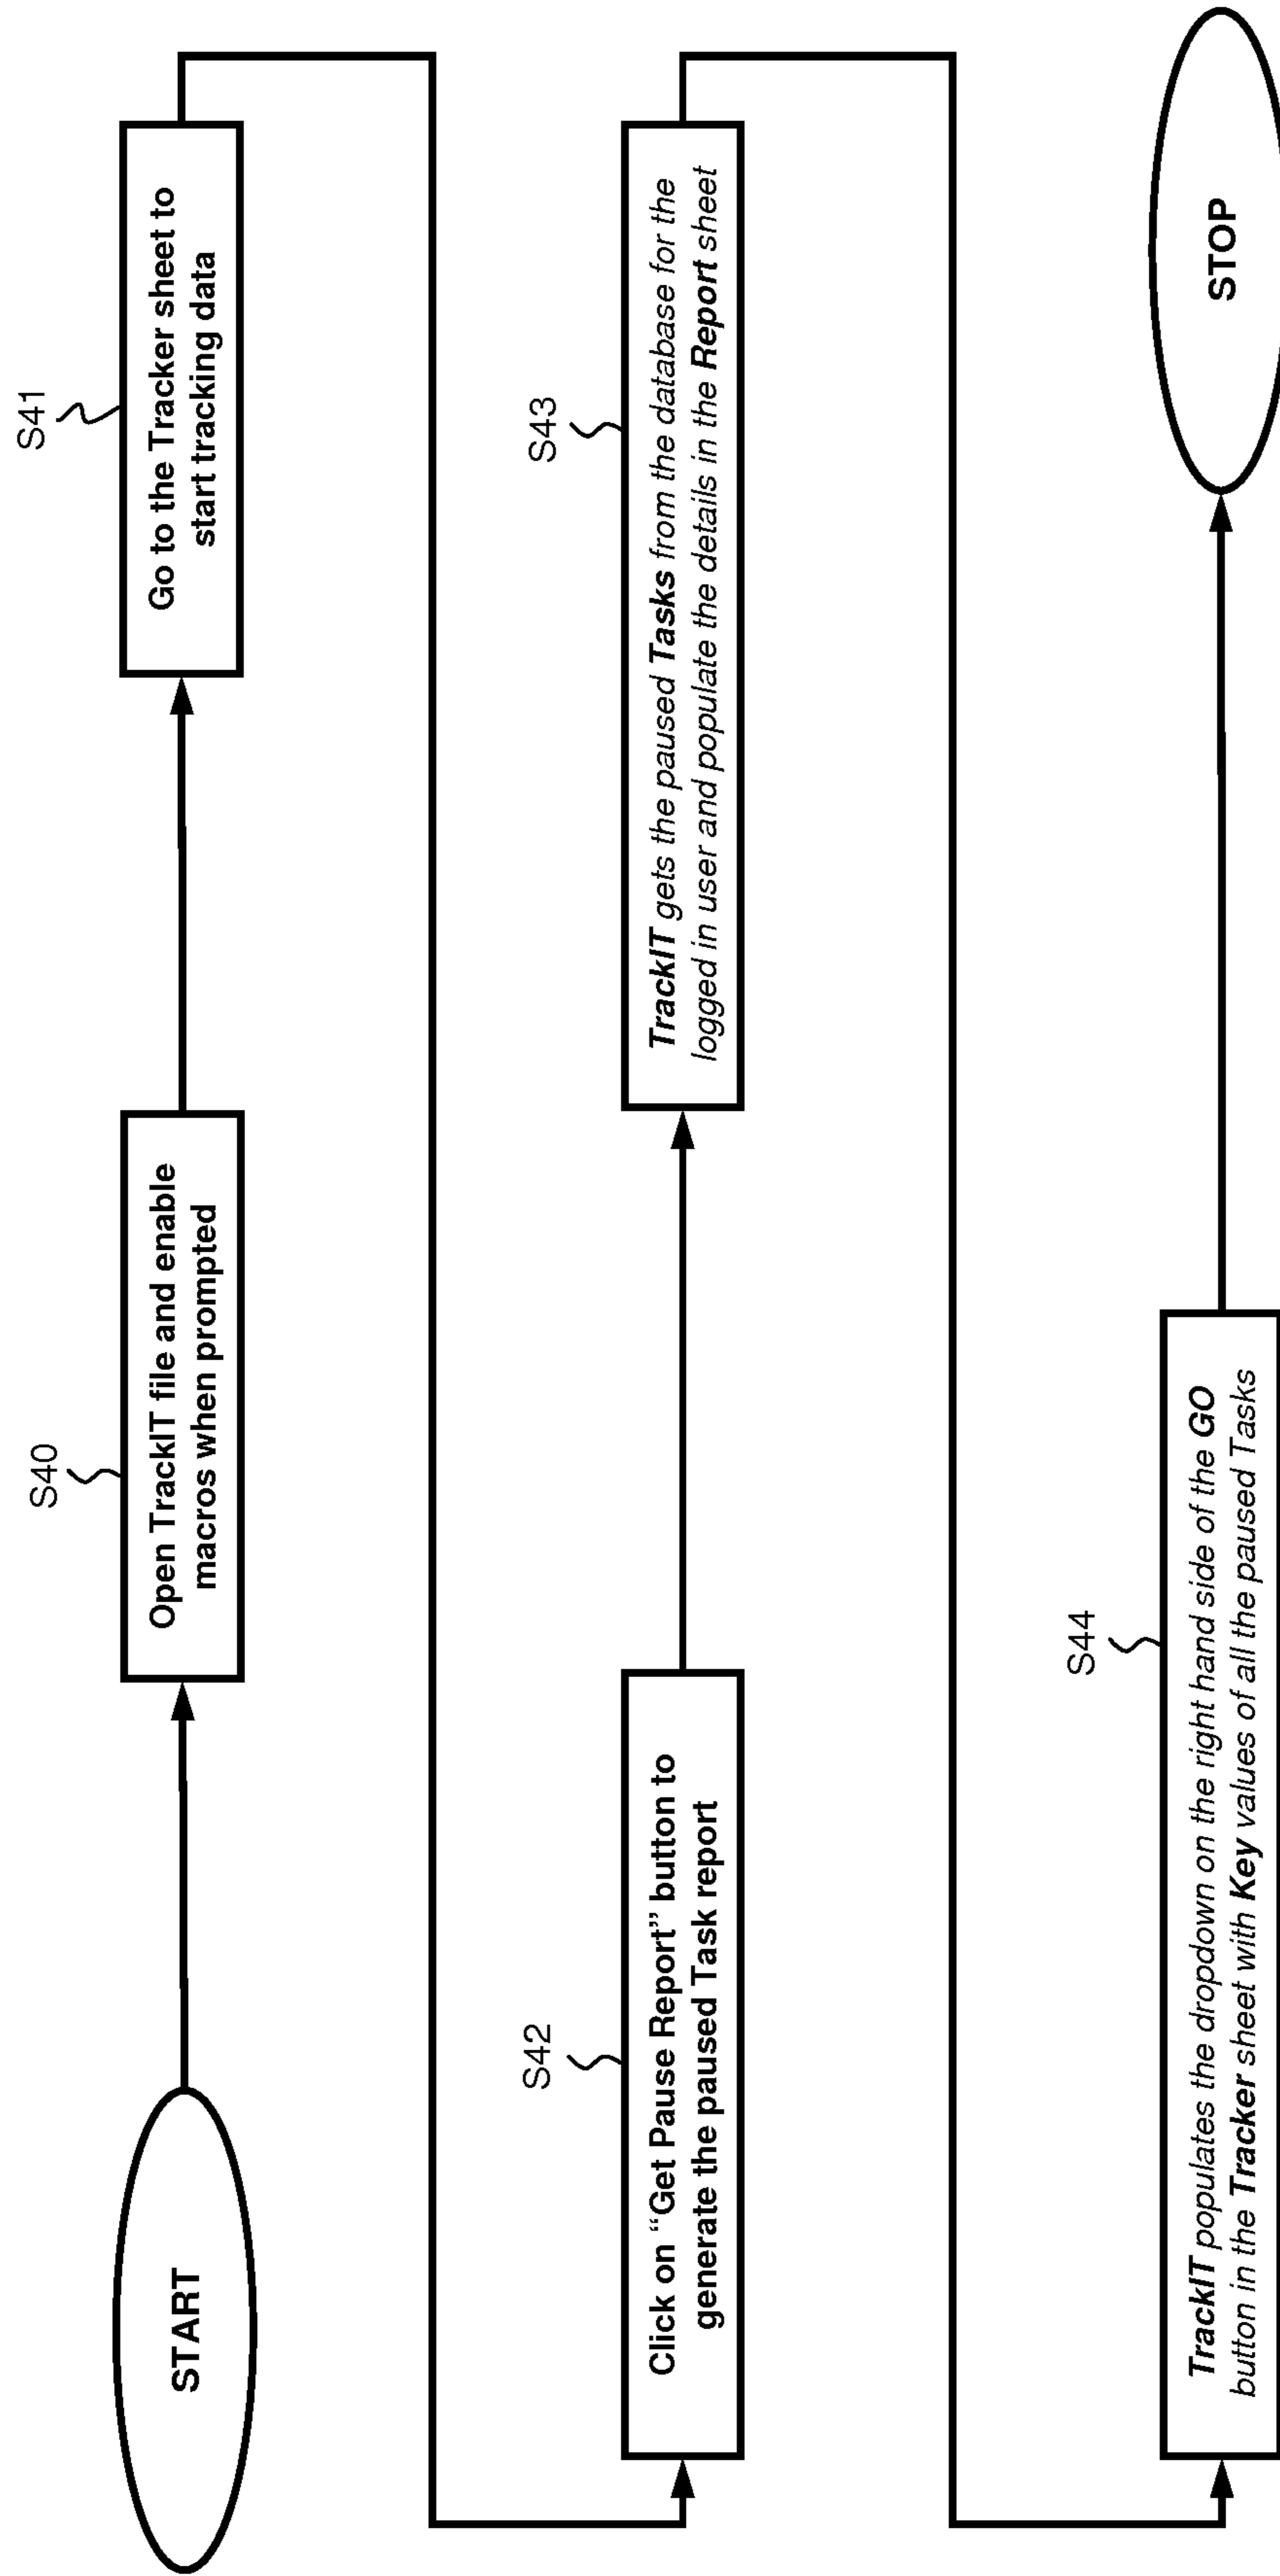 START
S40
Open TrackIT file and enable
macros when prompted
S41
Go to the Tracker sheet to
start tracking data
S42
Click on “Get Pause Report” button to
generate the paused Task report
S43
TrackIT gets the paused Tasks from the database for the
logged in user and populate the details in the Report sheet
S44
TrackIT populates the dropdown on the right hand side of the GO
button in the Tracker sheet with Key values of all the paused Tasks
STOP